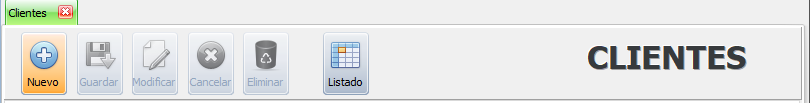 Clientes
CLIENTES
Nuevo Guardar Modificar Cancelar Eliminar Listado